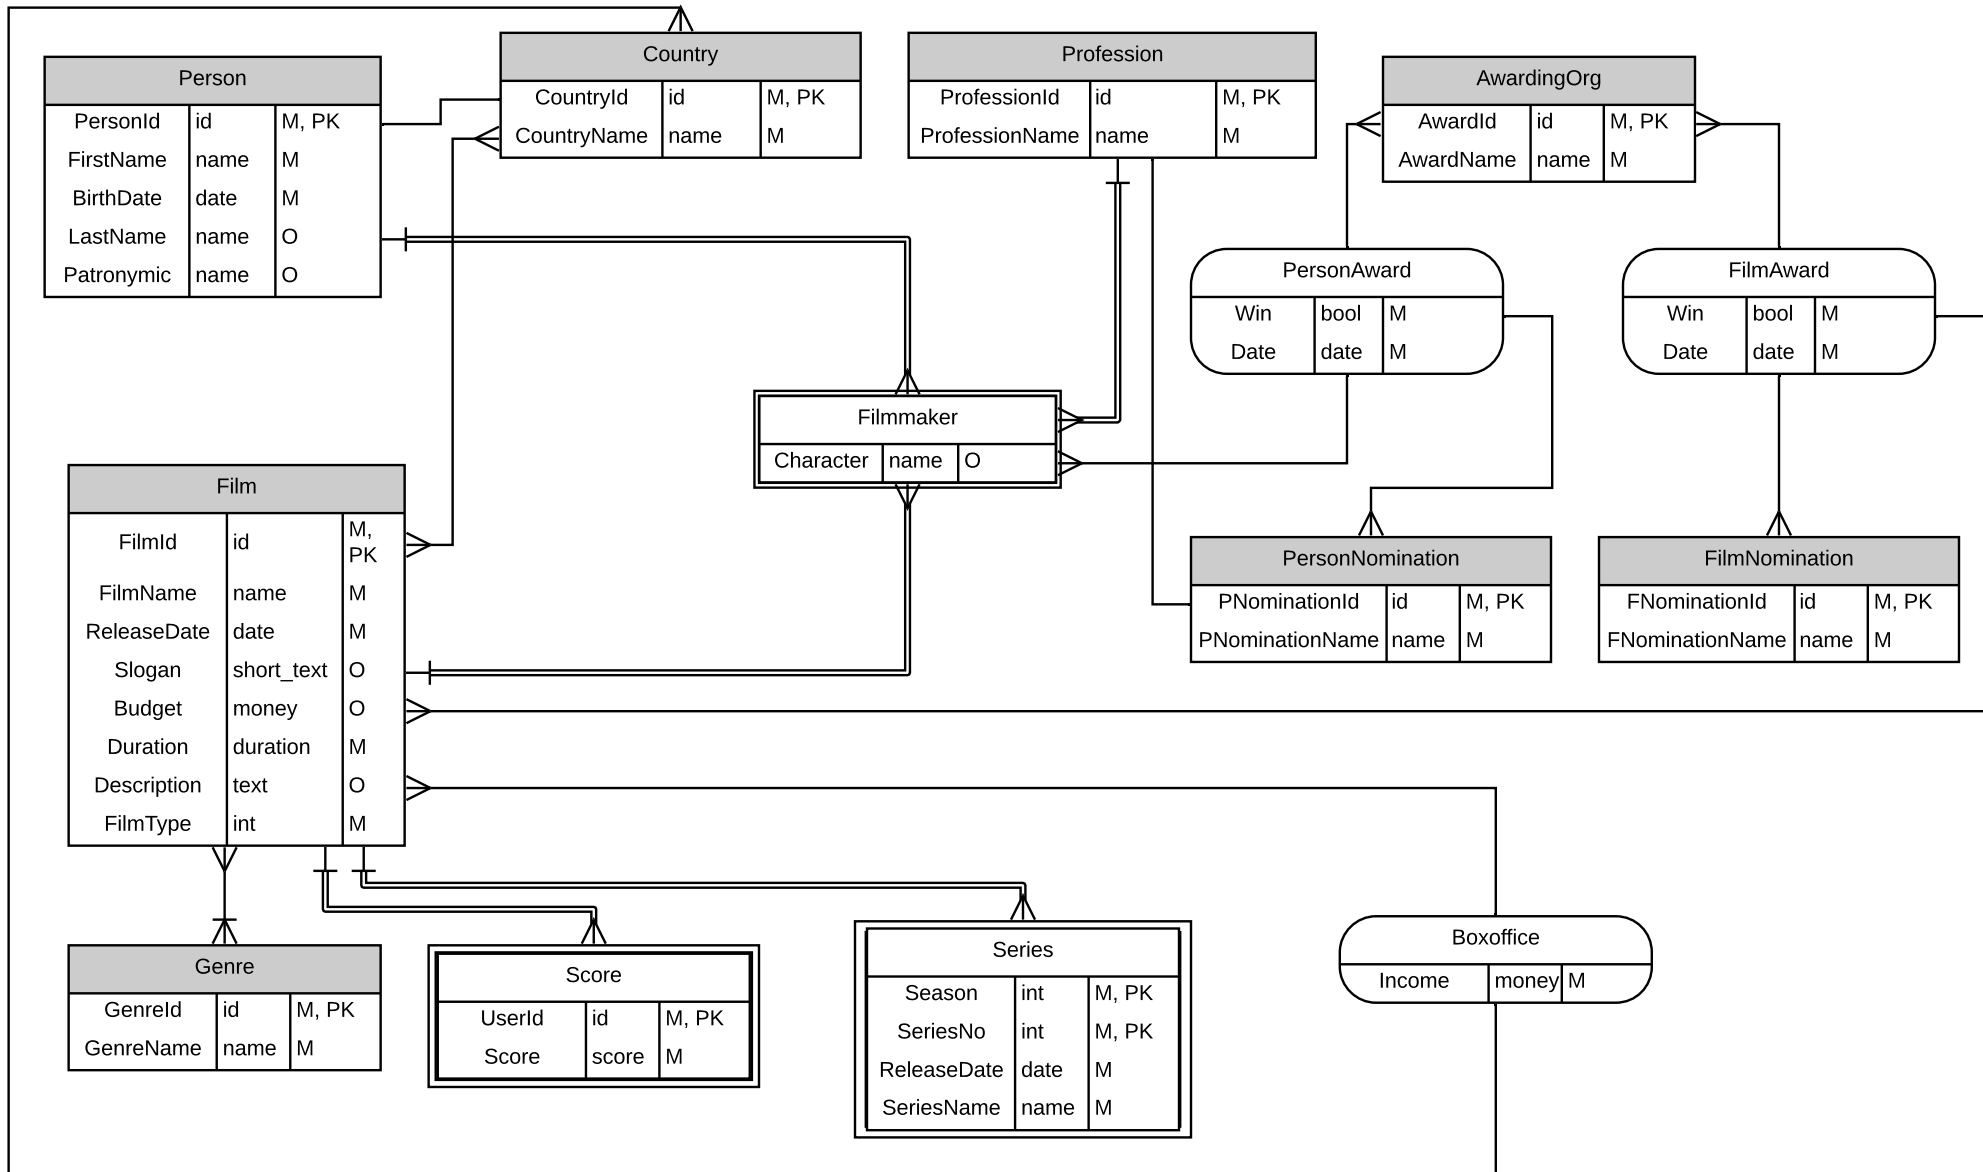 Person
PersonId id M, PK
FirstName name M
BirthDate date M
LastName name O
Patronymic name O
Country
CountryId id M, PK
CountryName name M
Profession
ProfessionId id M, PK
ProfessionName name M
AwardingOrg
AwardId id M, PK
AwardName name M
PersonAward
Win bool M
Date date M
FilmAward
Win bool M
Date date M
Filmmaker
Character name O
Film
FilmId id M,
PK
FilmName name M
ReleaseDate date M
Slogan short_text O
Budget money O
Duration duration M
Description text O
FilmType int M
PersonNomination
PNominationId id M, PK
PNominationName name M
FilmNomination
FNominationId id M, PK
FNominationName name M
Genre
GenreId id M, PK
GenreName name M
Score
UserId id M, PK
Score score M
Series
Season int M, PK
SeriesNo int M, PK
ReleaseDate date M
SeriesName name M
Boxoffice
Income money M